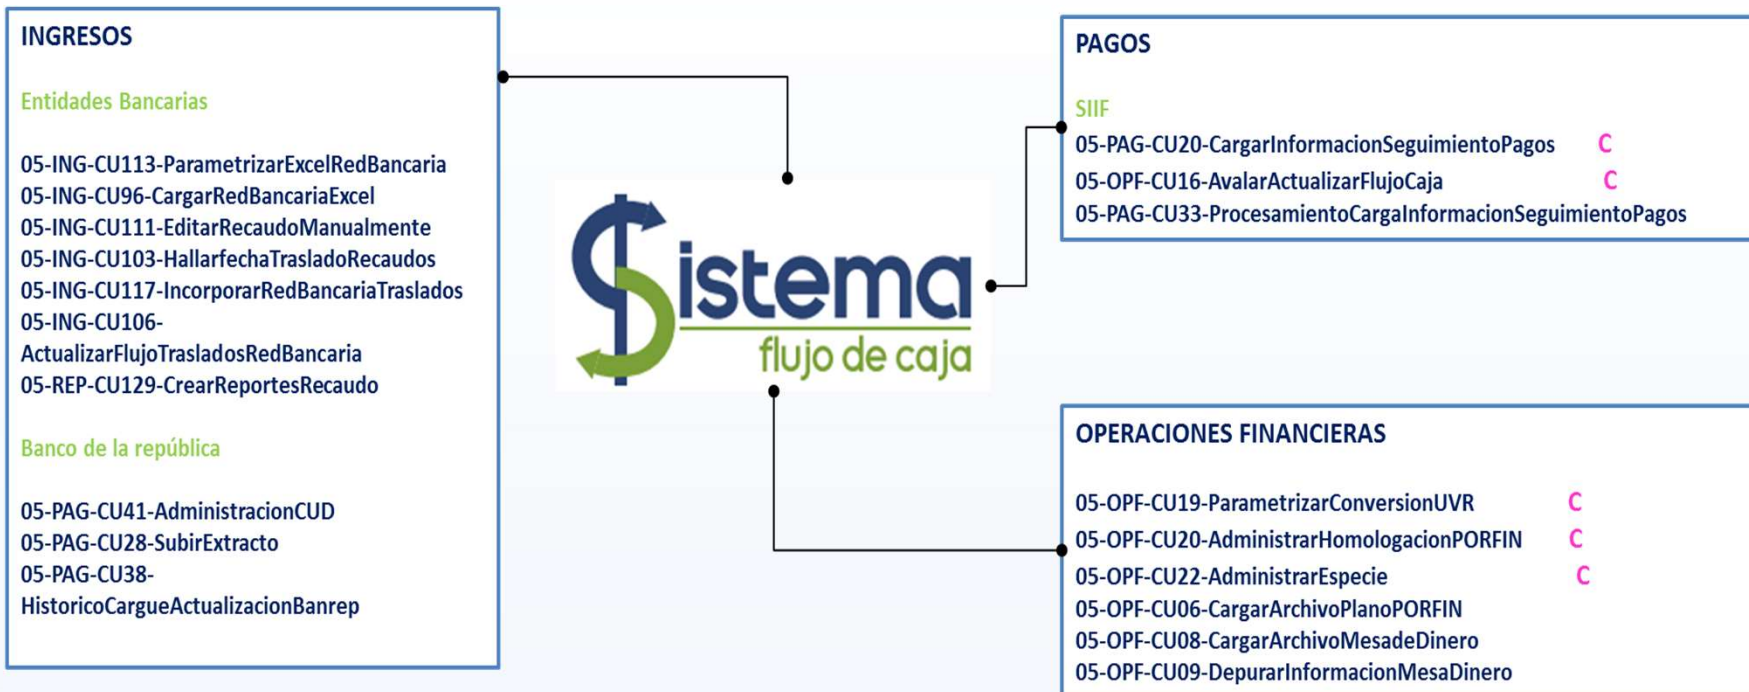 INGRESOS
Entidades Bancarias
05-ING-CU113-ParametrizarExcelRedBancaria
05-ING-CU96-CargarRedBancariaExcel
05-ING-CU111-EditarRecaudoManualmente
05-ING-CU103-HallarfechaTrasladoRecaudos
05-ING-CU117-IncorporarRedBancariaTraslados
05-ING-CU106-
ActualizarFlujoTrasladosRedBancaria
05-REP-CU129-CrearReportesRecaudo
Banco de la república
05-PAG-CU41-AdministracionCUD
05-PAG-CU28-SubirExtracto
05-PAG-CU38-
HistoricoCargueActualizacionBanrep
Sistema
flujo de caja
PAGOS
SIIF
05-PAG-CU20-CargarInformacionSeguimientoPagos C
05-OPF-CU16-AvalarActualizarFlujoCaja C
05-PAG-CU33-ProcesamientoCargaInformacionSeguimientoPagos
OPERACIONES FINANCIERAS
05-OPF-CU19-ParametrizarConversionUVR C
05-OPF-CU20-AdministrarHomologacionPORFIN C
05-OPF-CU22-AdministrarEspecie C
05-OPF-CU06-CargarArchivoPlanoPORFIN
05-OPF-CU08-CargarArchivoMesadeDinero
05-OPF-CU09-DepurarInformacionMesaDinero